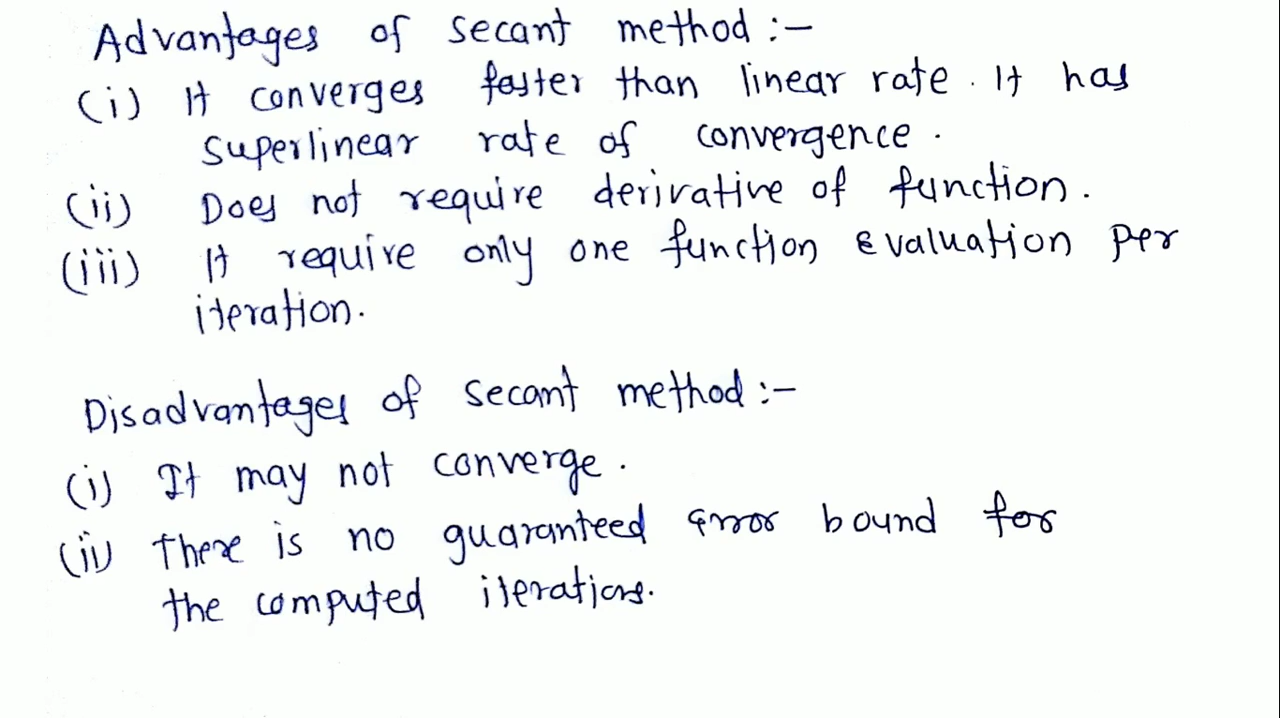 Advantages of secant method :-
(i) It converges faster than linear rate. It has
superlinear rate of convergence.
(ii) Does not require derivative of function.
(iii) It require only one function evaluation per
iteration.
Disadvantages of secant method :-
(i) It may not converge.
(ii) There is no guaranteed error bound for
the computed iterations.